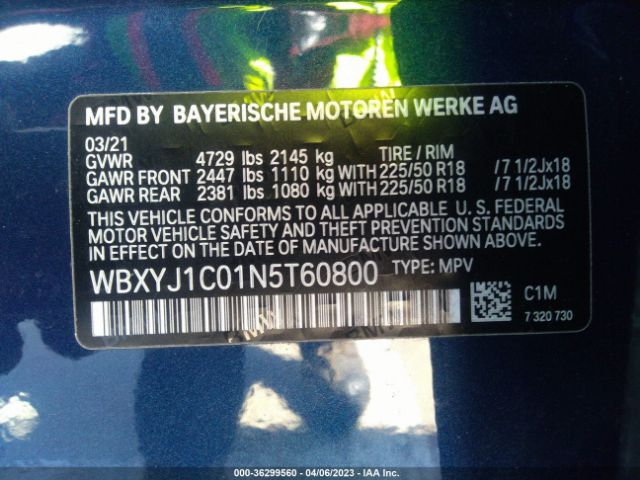 MFD BY BAYERISCHE MOTOREN WERKE AG
03/21
GVWR 4729 lbs 2145 kg TIRE / RIM
GAWR FRONT 2447 lbs 1110 kg WITH 225/50 R18 /7 1/2Jx18
GAWR REAR 2381 lbs 1080 kg WITH 225/50 R18 /7 1/2Jx18
THIS VEHICLE CONFORMS TO ALL APPLICABLE U. S. FEDERAL
MOTOR VEHICLE SAFETY AND THEFT PREVENTION STANDARDS
IN EFFECT ON THE DATE OF MANUFACTURE SHOWN ABOVE.
WBXYJ1C01N5T60800 TYPE: MPV
C1M
7 320 730
000-36299560 - 04/06/2023 - IAA Inc.